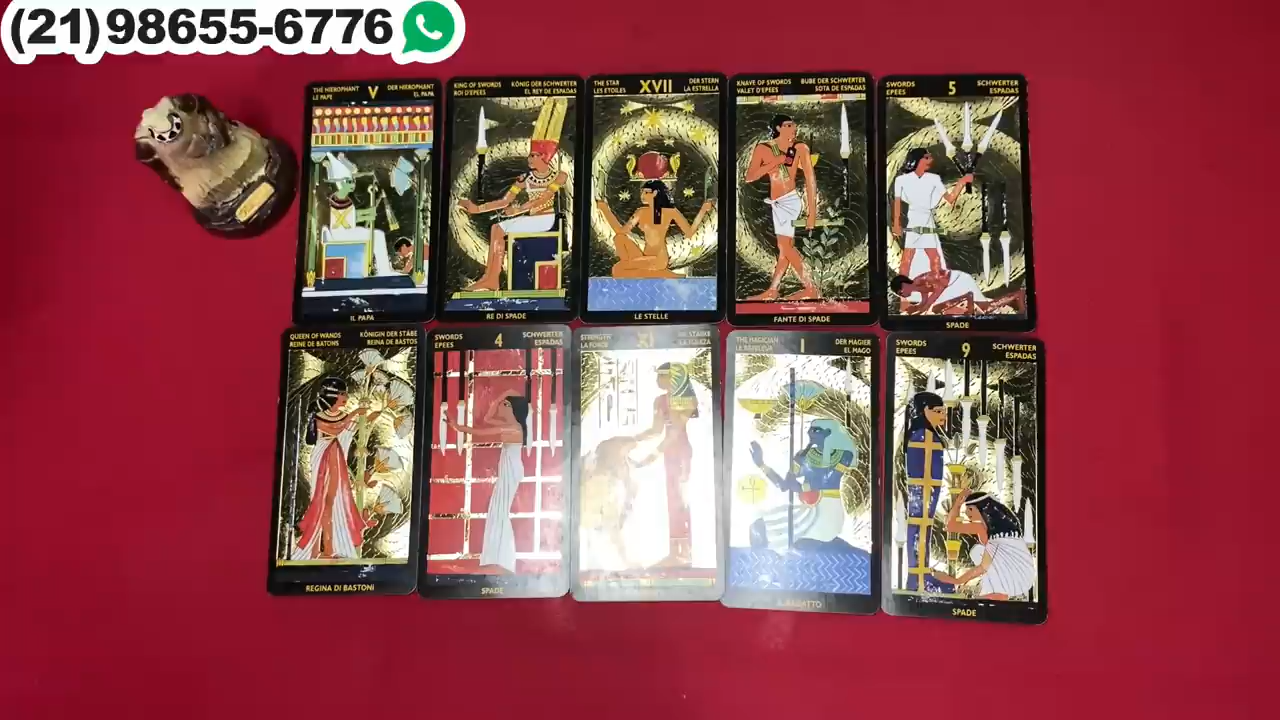 (21)98655-6776
THE HIEROPHANT
LE PAPE
V
DER HIEROPHANT
EL PAPA
IL PAPA
KING OF SWORDS
ROI D'EPEES
KÖNIG DER SCHWERTER
EL REY DE ESPADAS
RE DI SPADE
THE STAR
LES ETOILES
XVII
DER STERN
LA ESTRELLA
LE STELLE
KNAVE OF SWORDS
VALET D'EPEES
BUBE DER SCHWERTER
SOTA DE ESPADAS
FANTE DI SPADE
SWORDS
EPEES
5
SCHWERTER
ESPADAS
SPADE
QUEEN OF WANDS
REINE DE BATONS
KÖNIGIN DER STÄBE
REINA DE BASTOS
REGINA DI BASTONI
SWORDS
EPEES
4
SCHWERTER
ESPADAS
SPADE
STRENGTH
LA FORCE
XI
LA FUERZA
THE MAGICIAN
I
DER MAGIER
EL MAGO
SWORDS
EPEES
9
SCHWERTER
ESPADAS
SPADE